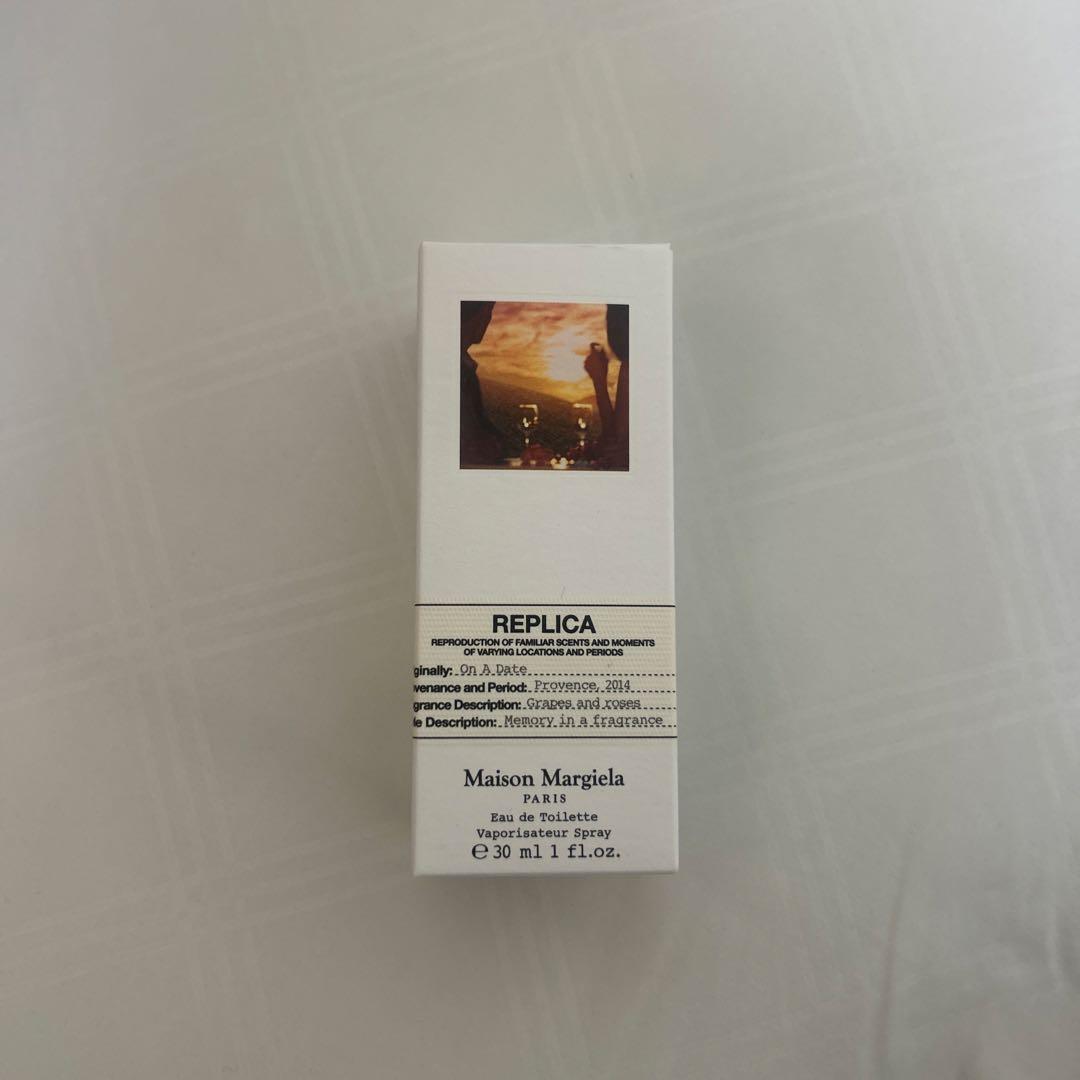 REPLICA
REPRODUCTION OF FAMILIAR SCENTS AND MOMENTS
OF VARYING LOCATIONS AND PERIODS
ginally: On A Date
venance and Period: Provence, 2014
grance Description: Grapes and roses
le Description: Memory in a fragrance
Maison Margiela
PARIS
Eau de Toilette
Vaporisateur Spray
℮ 30 ml 1 fl.oz.